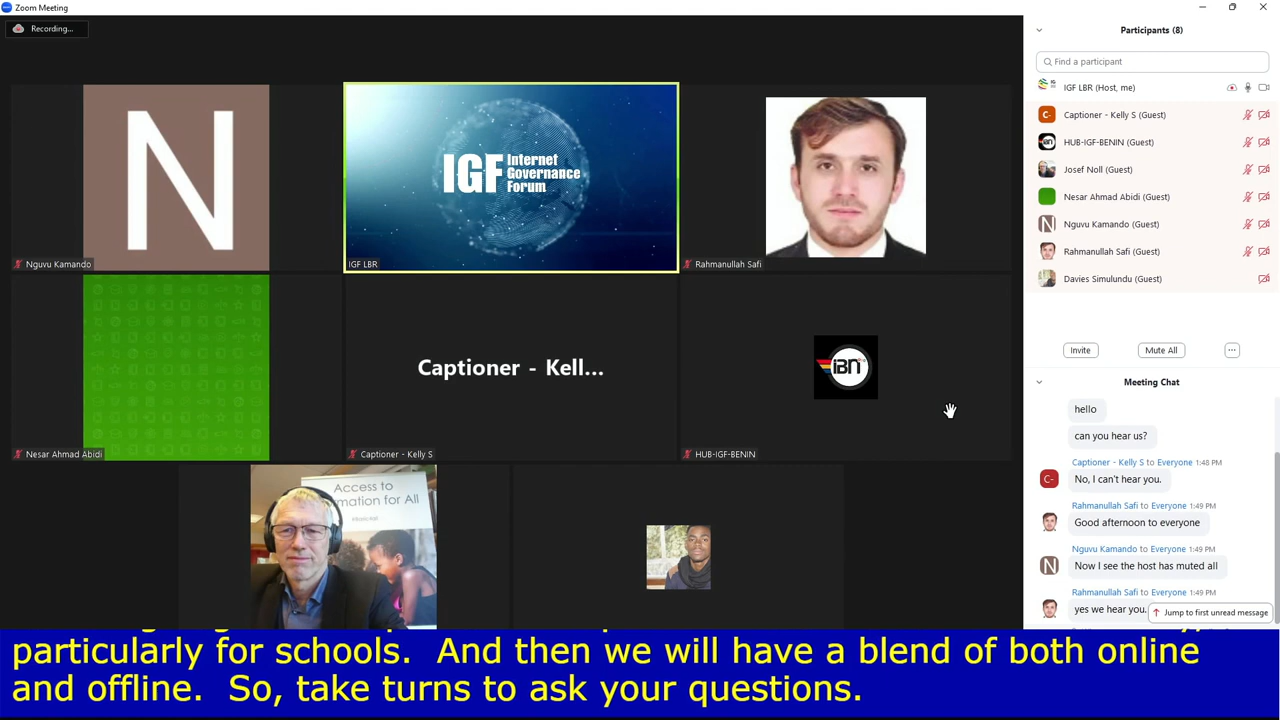 Zoom Meeting
Recording...
N
Nguvu Kamando
IGF Internet
Governance
Forum
IGF LBR
Rahmanullah Safi
Nesar Ahmad Abidi
Captioner - Kell...
Captioner - Kelly S
iBN
HUB-IGF-BENIN
Access to
rmation for All
Participants (8)
Find a participant
IGF LBR (Host, me)
C- Captioner - Kelly S (Guest)
HUB-IGF-BENIN (Guest)
Josef Noll (Guest)
Nesar Ahmad Abidi (Guest)
N Nguvu Kamando (Guest)
Rahmanullah Safi (Guest)
Davies Simulundu (Guest)
Invite Mute All ...
Meeting Chat
hello
can you hear us?
Captioner - Kelly S to Everyone 1:48 PM
C- No, I can't hear you.
Rahmanullah Safi to Everyone 1:49 PM
Good afternoon to everyone
Nguvu Kamando to Everyone 1:49 PM
N Now I see the host has muted all
Rahmanullah Safi to Everyone 1:49 PM
yes we hear you.
Jump to first unread message
particularly for schools. And then we will have a blend of both online
and offline. So, take turns to ask your questions.